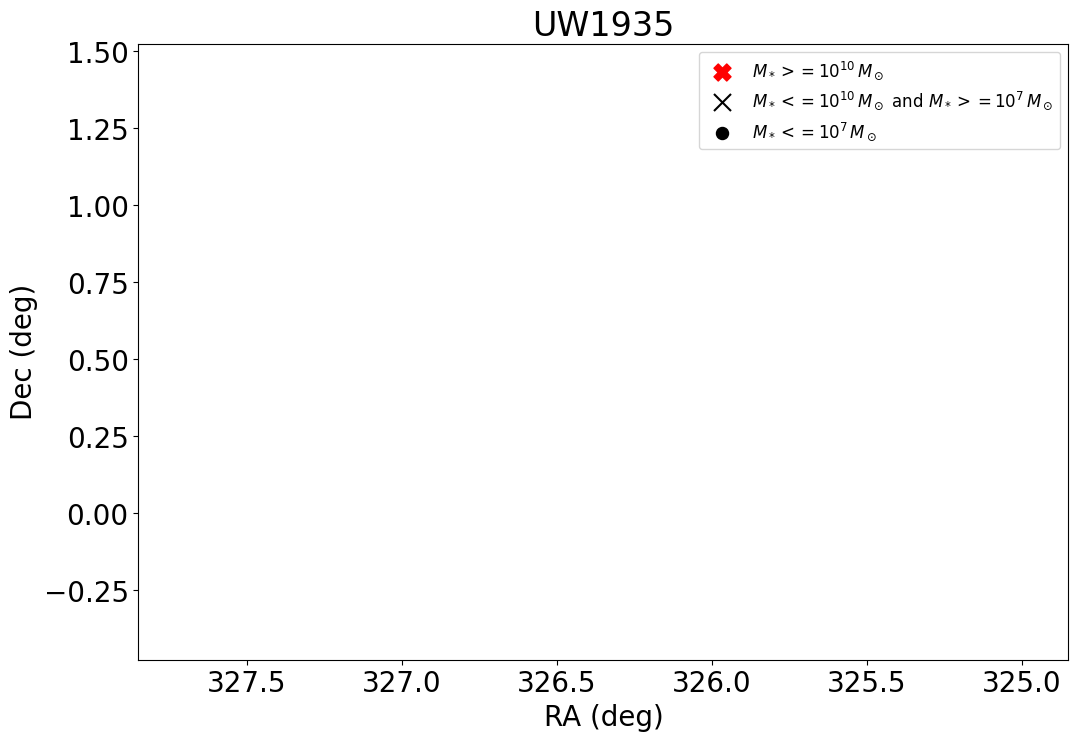 UW1935
M* >= 10^10 M⊙
M* <= 10^10 M⊙ and M* >= 10^7 M⊙
M* <= 10^7 M⊙
1.50
1.25
1.00
0.75
0.50
0.25
0.00
−0.25
Dec (deg)
327.5 327.0 326.5 326.0 325.5 325.0
RA (deg)